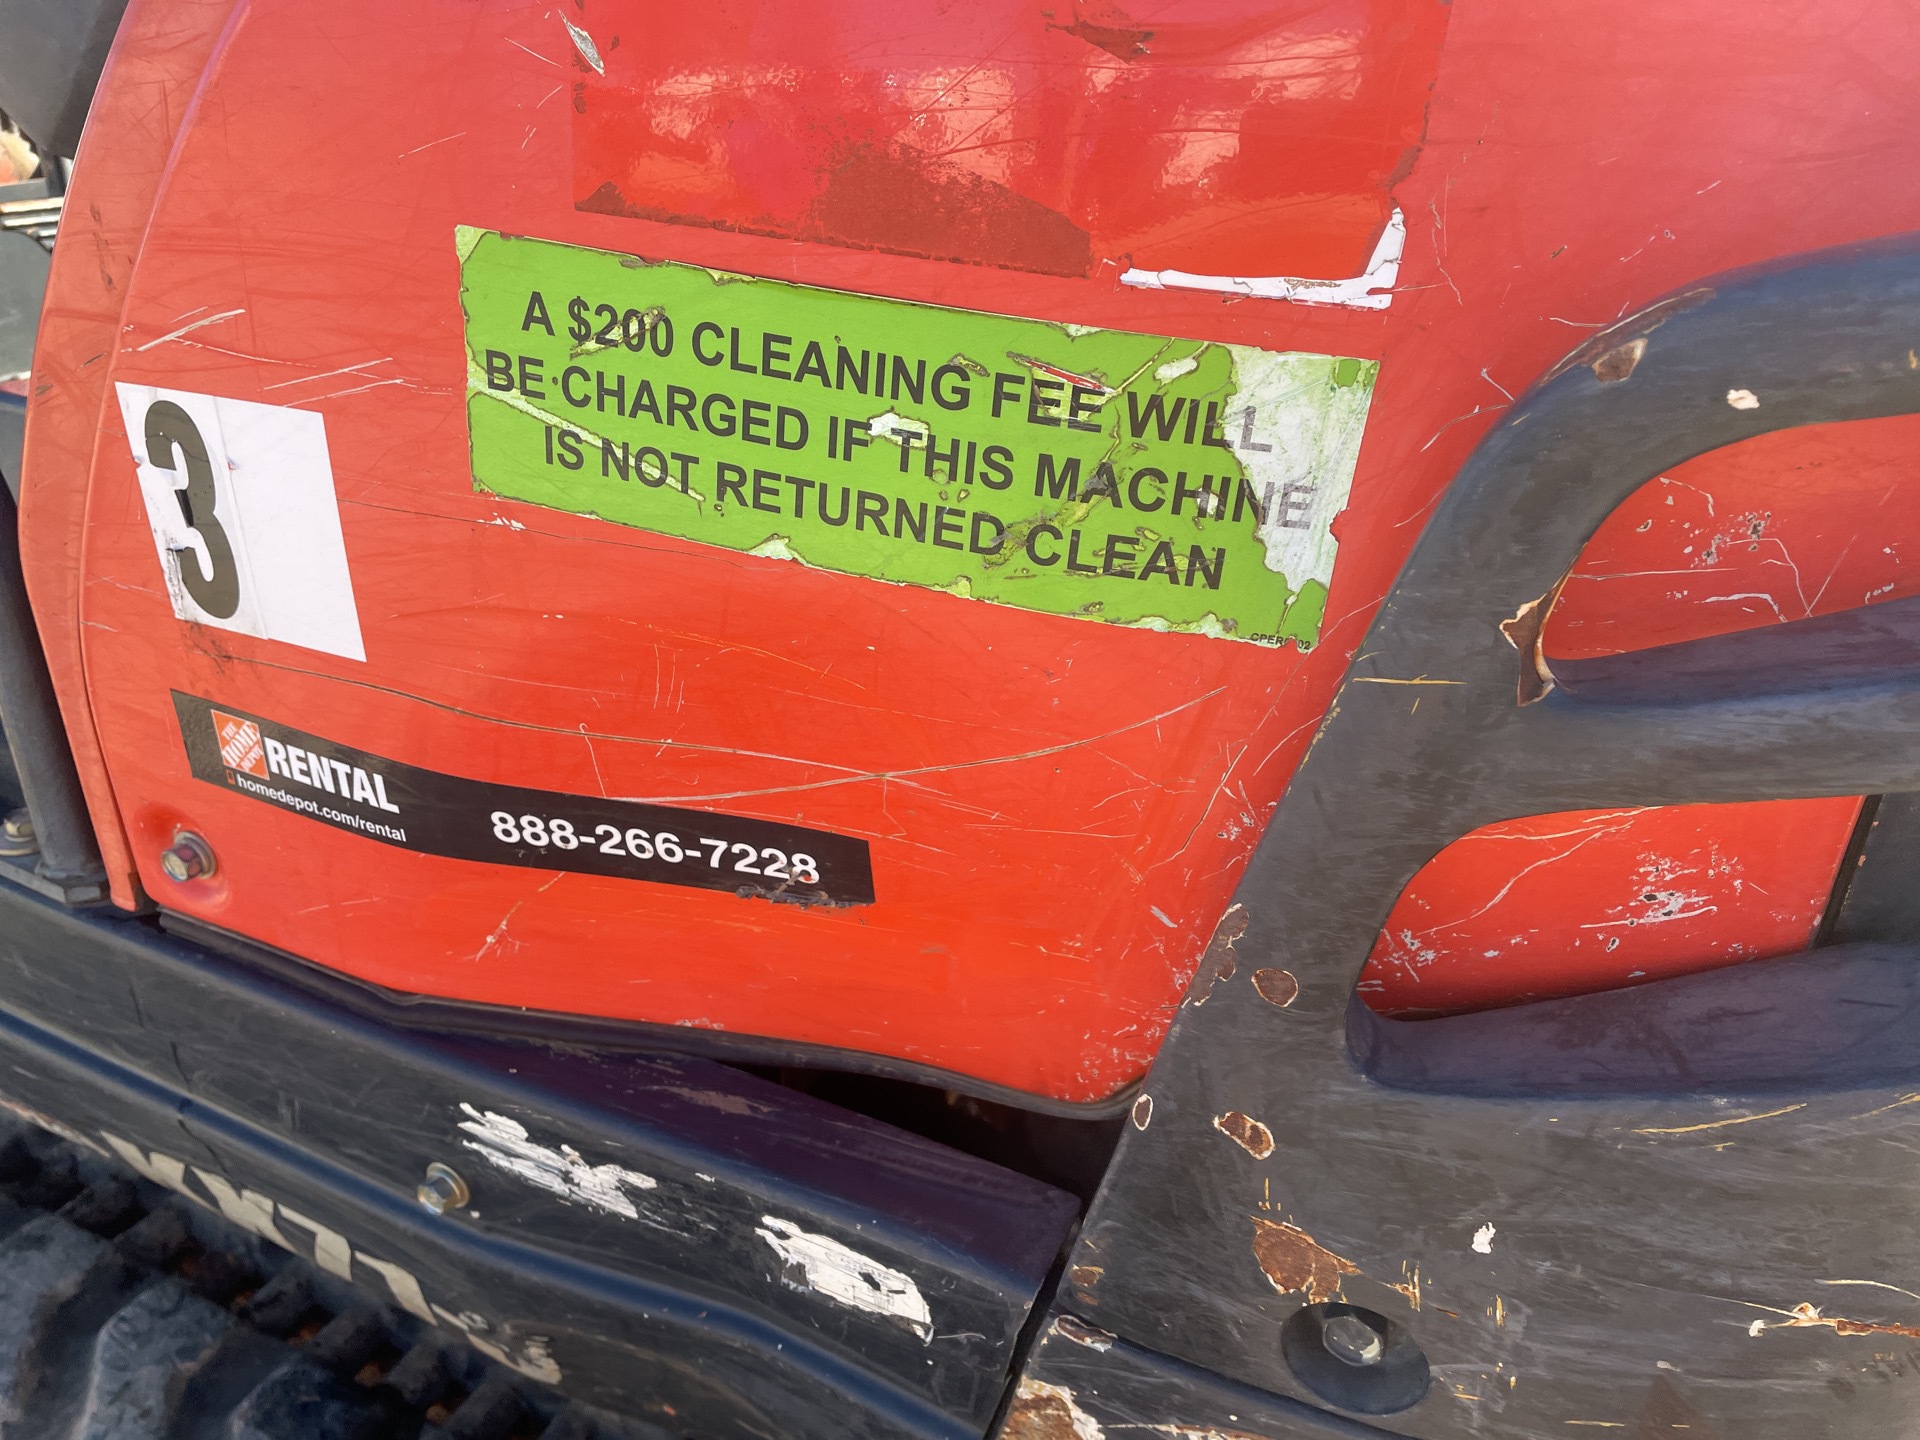 A $200 CLEANING FEE WILL
BE CHARGED IF THIS MACHINE
IS NOT RETURNED CLEAN
3
THE
HOME
DEPOT
RENTAL
homedepot.com/rental
888-266-7228